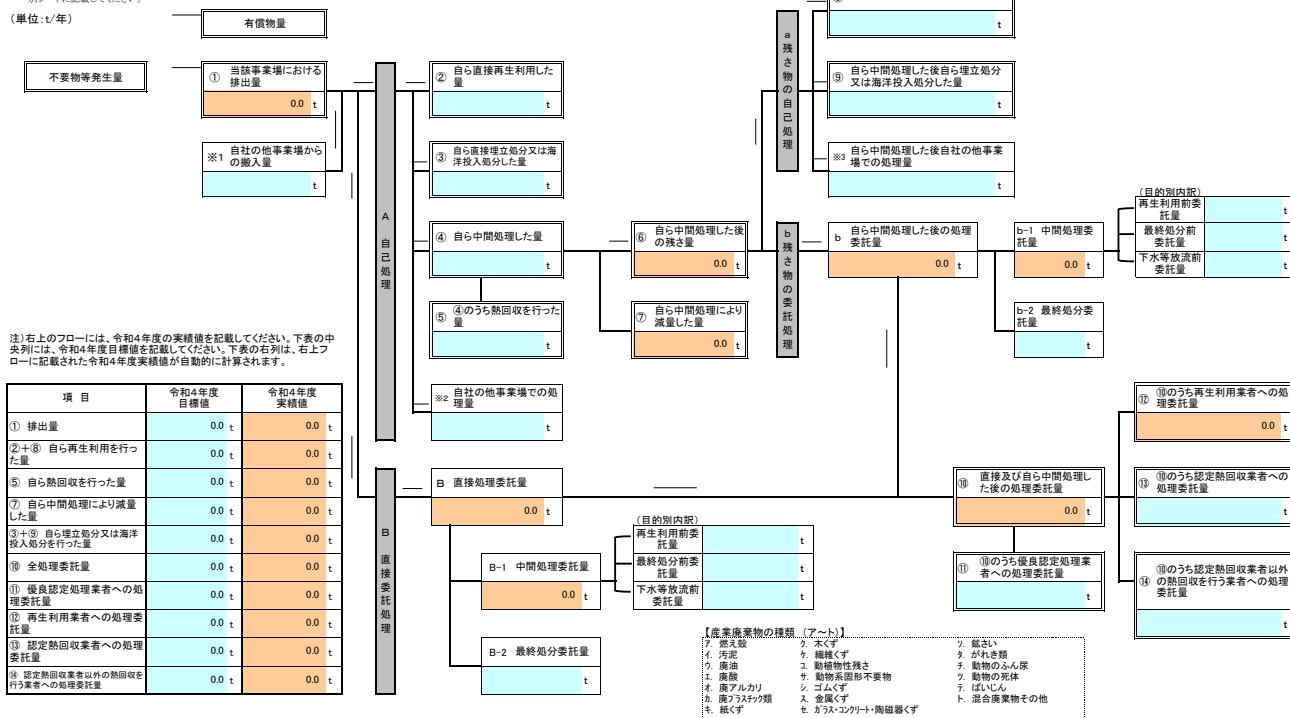 別シートに記載してください。
(単位:t/年)
有償物量
不要物等発生量
① 当該事業場における
排出量
0.0 t
※1 自社の他事業場から
の搬入量
t
A 自己処理
② 自ら直接再生利用した
量
t
③ 自ら直接埋立処分又は海
洋投入処分した量
t
④ 自ら中間処理した量
t
⑤ ④のうち熱回収を行った
量
t
※2 自社の他事業場での処
理量
t
⑥ 自ら中間処理した後
の残さ量
0.0 t
⑦ 自ら中間処理により
減量した量
0.0 t
a 残さ物の自己処理
t
⑨ 自ら中間処理した後自ら埋立処分
又は海洋投入処分した量
t
※3 自ら中間処理した後自社の他事業
場での処理量
t
b 残さ物の委託処理
b 自ら中間処理した後の処理
委託量
0.0 t
b-1 中間処理委
託量
0.0 t
b-2 最終処分委
託量
t
(目的別内訳)
再生利用前委
託量
t
最終処分前
委託量
t
下水等放流前
委託量
t
注)右上のフローには、令和4年度の実績値を記載してください。下表の中
央列には、令和4年度目標値を記載してください。下表の右列は、右上フ
ローに記載された令和4年度実績値が自動的に計算されます。
項 目 令和4年度
目標値 令和4年度
実績値
① 排出量 0.0 t 0.0 t
②+⑧ 自ら再生利用を行っ
た量 0.0 t 0.0 t
⑤ 自ら熱回収を行った量 0.0 t 0.0 t
⑦ 自ら中間処理により減量
した量 0.0 t 0.0 t
③+⑨ 自ら埋立処分又は海洋
投入処分を行った量 0.0 t 0.0 t
⑩ 全処理委託量 0.0 t 0.0 t
⑪ 優良認定処理業者への処
理委託量 0.0 t 0.0 t
⑫ 再生利用業者への処理委
託量 0.0 t 0.0 t
⑬ 認定熱回収業者への処理
委託量 0.0 t 0.0 t
⑭ 認定熱回収業者以外の熱回収を
行う業者への処理委託量 0.0 t 0.0 t
B 直接委託処理
B 直接処理委託量
0.0 t
B-1 中間処理委託量
0.0 t
B-2 最終処分委託量
t
(目的別内訳)
再生利用前委
託量
t
最終処分前委
託量
t
下水等放流前
委託量
t
⑩ 直接及び自ら中間処理し
た後の処理委託量
0.0 t
⑪ ⑩のうち優良認定処理業
者への処理委託量
t
⑫ ⑩のうち再生利用業者への処
理委託量
0.0 t
⑬ ⑩のうち認定熱回収業者への
処理委託量
t
⑭ ⑩のうち認定熱回収業者以外
の熱回収を行う業者への処理
委託量
t
【産業廃棄物の種類 (ア~ト)】
ア. 燃え殻 ク. 木くず ソ. 鉱さい
イ. 汚泥 ケ. 繊維くず タ. がれき類
ウ. 廃油 コ. 動植物性残さ チ. 動物のふん尿
エ. 廃酸 サ. 動物系固形不要物 ツ. 動物の死体
オ. 廃アルカリ シ. ゴムくず テ. ばいじん
カ. 廃プラスチック類 ス. 金属くず ト. 混合廃棄物その他
キ. 紙くず セ. ガラス・コンクリート・陶磁器くず